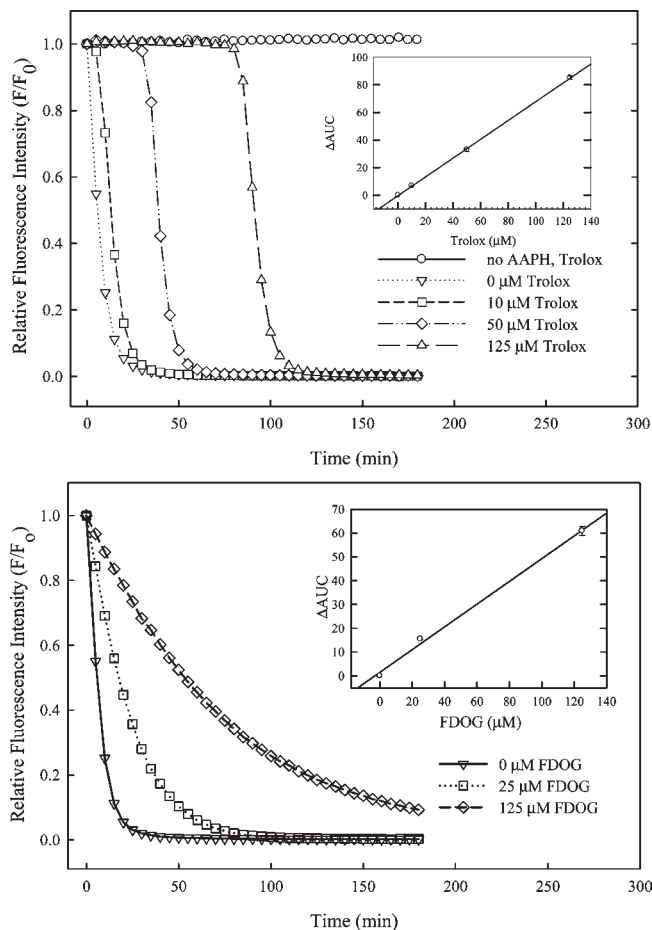 Relative Fluorescence Intensity (F/F₀)
1.0
0.8
0.6
0.4
0.2
0.0
0
50
100
150
200
250
300
Time (min)
ΔAUC
100
80
60
40
20
0
0 20 40 60 80 100 120 140
Trolox (μM)
no AAPH, Trolox
0 μM Trolox
10 μM Trolox
50 μM Trolox
125 μM Trolox
Relative Fluorescence Intensity (F/Fₒ)
1.0
0.8
0.6
0.4
0.2
0.0
0
50
100
150
200
250
300
Time (min)
ΔAUC
70
60
50
40
30
20
10
0
0 20 40 60 80 100 120 140
FDOG (μM)
0 μM FDOG
25 μM FDOG
125 μM FDOG